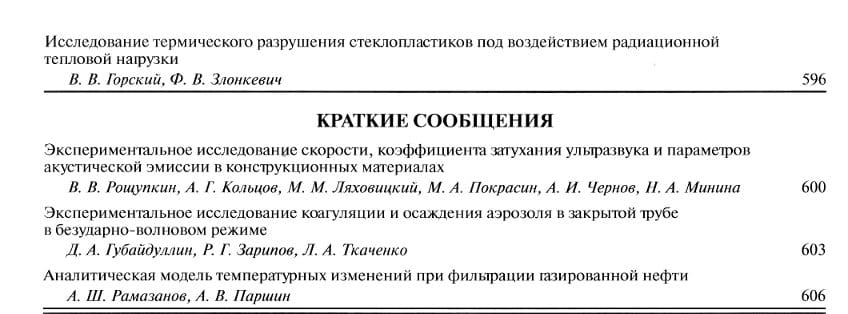 Исследование термического разрушения стеклопластиков под воздействием радиационной
тепловой нагрузки
В. В. Горский, Ф. В. Злонкевич 596
КРАТКИЕ СООБЩЕНИЯ
Экспериментальное исследование скорости, коэффициента затухания ультразвука и параметров
акустической эмиссии в конструкционных материалах
В. В. Рощупкин, А. Г. Кольцов, М. М. Ляховицкий, М. А. Покрасин, А. И. Чернов, Н. А. Минина 600
Экспериментальное исследование коагуляции и осаждения аэрозоля в закрытой трубе
в безударно-волновом режиме
Д. А. Губайдуллин, Р. Г. Зарипов, Л. А. Ткаченко 603
Аналитическая модель температурных изменений при фильтрации газированной нефти
А. Ш. Рамазанов, А. В. Паршин 606